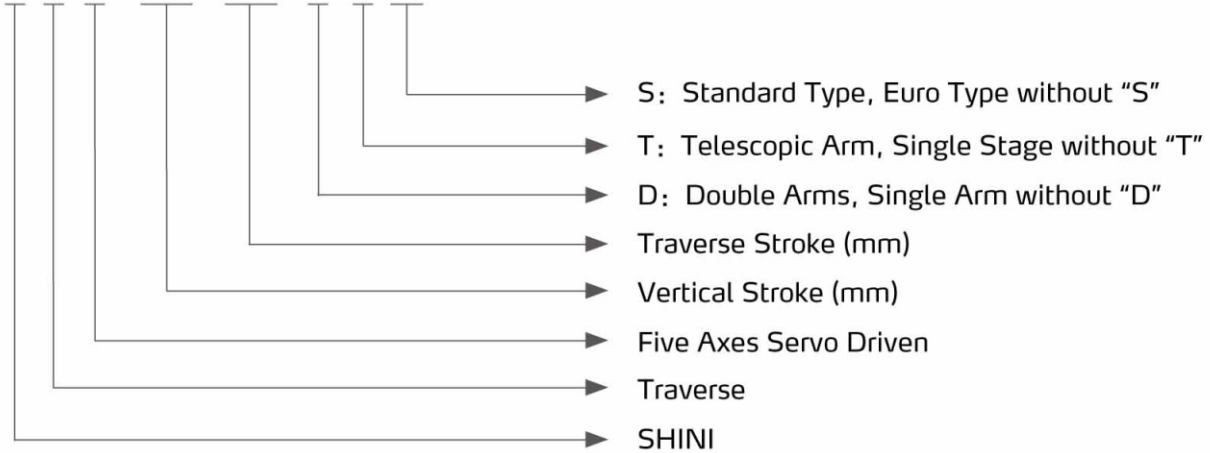 S: Standard Type, Euro Type without “S”
T: Telescopic Arm, Single Stage without “T”
D: Double Arms, Single Arm without “D”
Traverse Stroke (mm)
Vertical Stroke (mm)
Five Axes Servo Driven
Traverse
SHINI